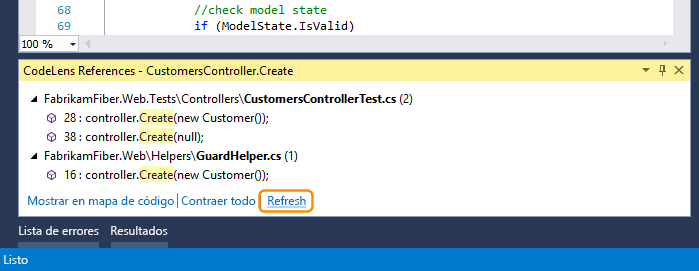 68 //check model state
69 if (ModelState.IsValid)
100 %
CodeLens References - CustomersController.Create
FabrikamFiber.Web.Tests\Controllers\CustomersControllerTest.cs (2)
28 : controller.Create(new Customer());
38 : controller.Create(null);
FabrikamFiber.Web\Helpers\GuardHelper.cs (1)
16 : controller.Create(new Customer());
Mostrar en mapa de código | Contraer todo Refresh
Lista de errores Resultados
Listo